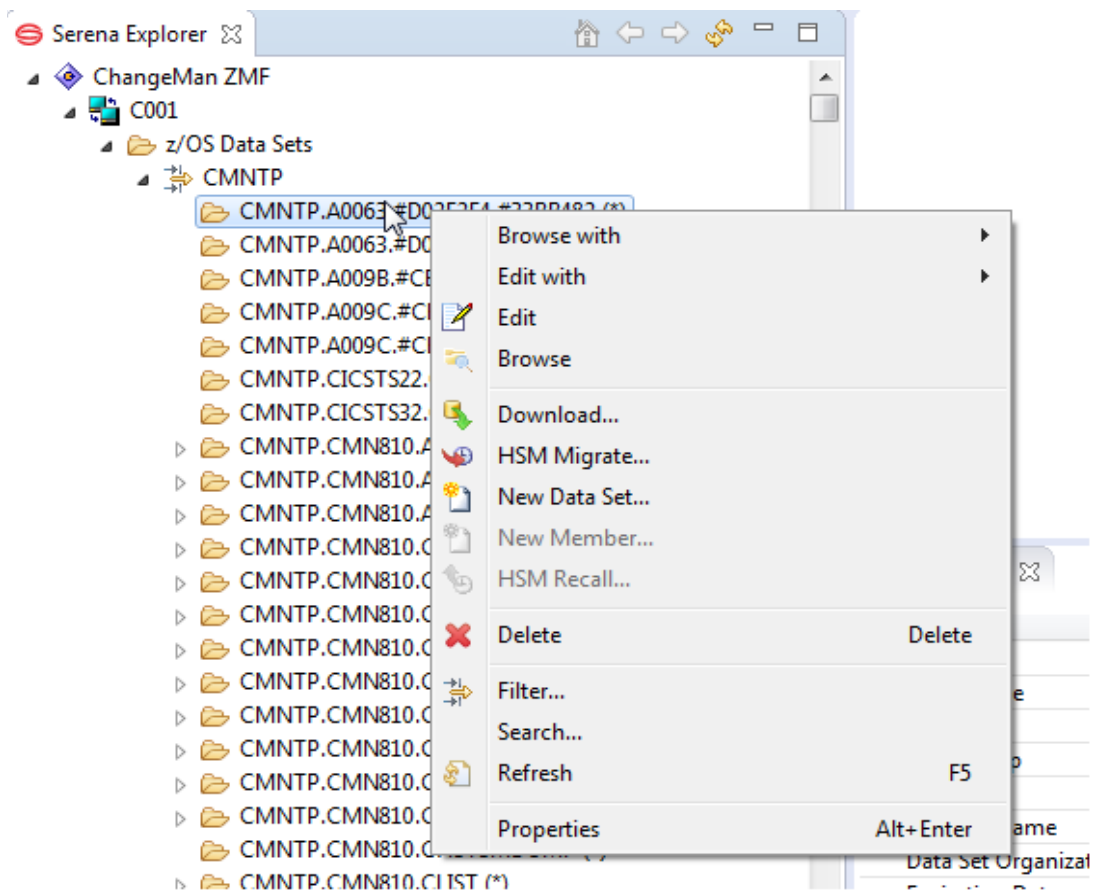 Serena Explorer
ChangeMan ZMF
C001
z/OS Data Sets
CMNTP
CMNTP.A0063.#D03F2F4.#33BB482 (*)
CMNTP.A0063.#D0
CMNTP.A009B.#CE
CMNTP.A009C.#CE
CMNTP.A009C.#CE
CMNTP.CICSTS22.
CMNTP.CICSTS32.
CMNTP.CMN810.A
CMNTP.CMN810.A
CMNTP.CMN810.A
CMNTP.CMN810.C
CMNTP.CMN810.C
CMNTP.CMN810.C
CMNTP.CMN810.C
CMNTP.CMN810.C
CMNTP.CMN810.C
CMNTP.CMN810.C
CMNTP.CMN810.C
CMNTP.CMN810.C
CMNTP.CMN810.C
CMNTP.CMN810.CLIST (*)
Browse with
Edit with
Edit
Browse
Download...
HSM Migrate...
New Data Set...
New Member...
HSM Recall...
Delete Delete
Filter...
Search...
Refresh F5
Properties Alt+Enter
e
p
ame
Data Set Organizat